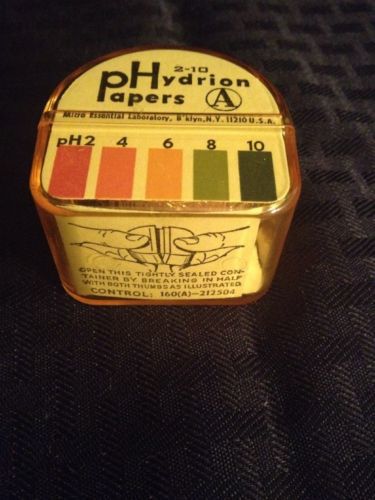 2-10
pHydrion
Papers A
Micro Essential Laboratory, B'klyn, N.Y. 11210 U.S.A.
pH2 4 6 8 10
OPEN THIS TIGHTLY SEALED CON-
TAINER BY BREAKING IN HALF
WITH BOTH THUMBS AS ILLUSTRATED.
CONTROL: 160(A)-212504